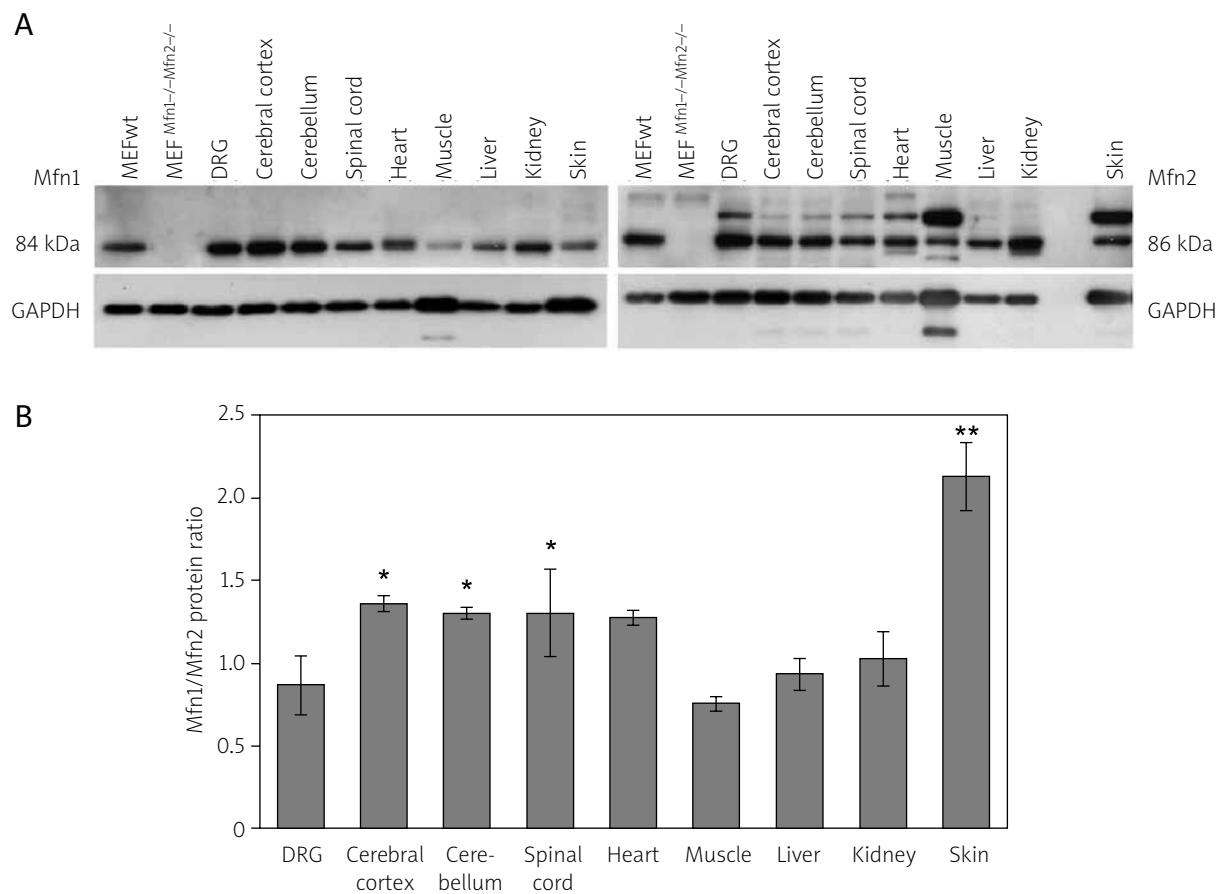 A
MEFwt
MEF Mfn1–/–Mfn2–/–
DRG
Cerebral cortex
Cerebellum
Spinal cord
Heart
Muscle
Liver
Kidney
Skin
MEFwt
MEF Mfn1–/–Mfn2–/–
DRG
Cerebral cortex
Cerebellum
Spinal cord
Heart
Muscle
Liver
Kidney
Skin
Mfn1
Mfn2
84 kDa
86 kDa
GAPDH
GAPDH
B
Mfn1/Mfn2 protein ratio
2.5
2.0
1.5
1.0
0.5
0
*
*
*
**
DRG
Cerebral
cortex
Cere-
bellum
Spinal
cord
Heart
Muscle
Liver
Kidney
Skin